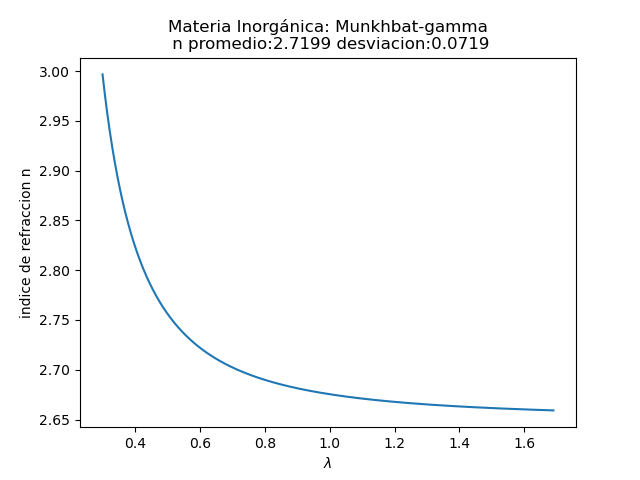 Materia Inorgánica: Munkhbat-gamma
n promedio:2.7199 desviacion:0.0719
3.00
2.95
2.90
2.85
2.80
2.75
2.70
2.65
indice de refraccion n
0.4 0.6 0.8 1.0 1.2 1.4 1.6
λ